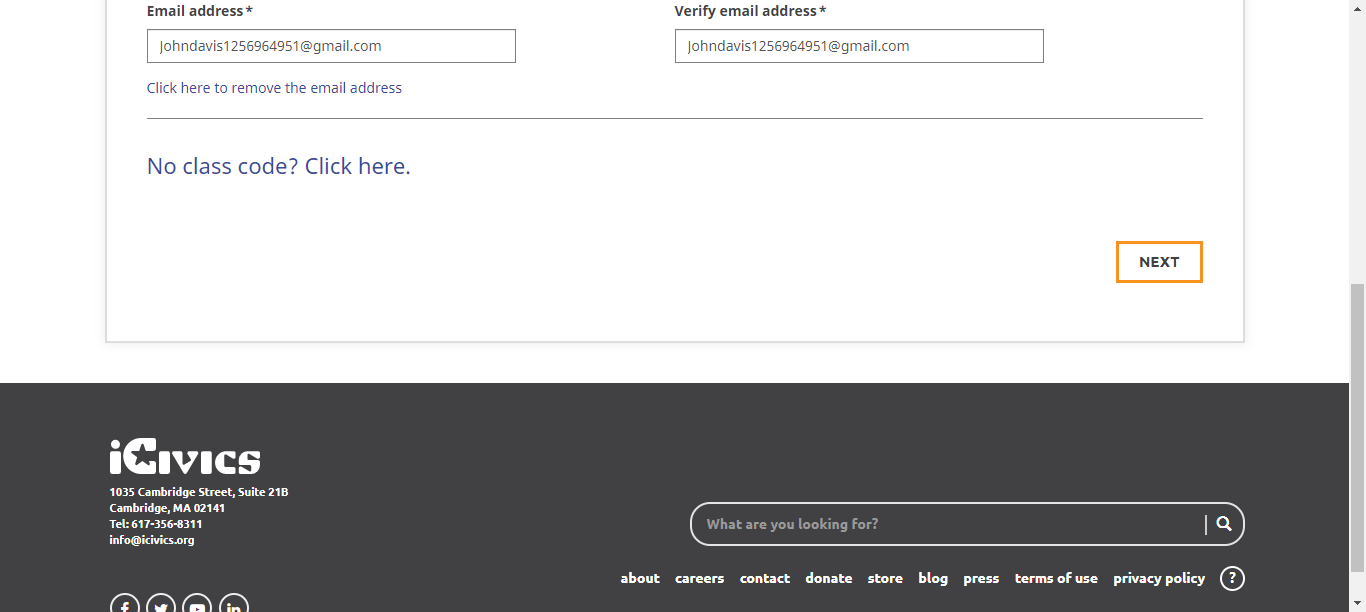 Email address*
Verify email address*
Johndavis1256964951@gmail.com
Johndavis1256964951@gmail.com
Click here to remove the email address
No class code? Click here.
NEXT
iCivics
1035 Cambridge Street, Suite 21B
Cambridge, MA 02141
Tel: 617-356-8311
info@icivics.org
What are you looking for?
about careers contact donate store blog press terms of use privacy policy ?